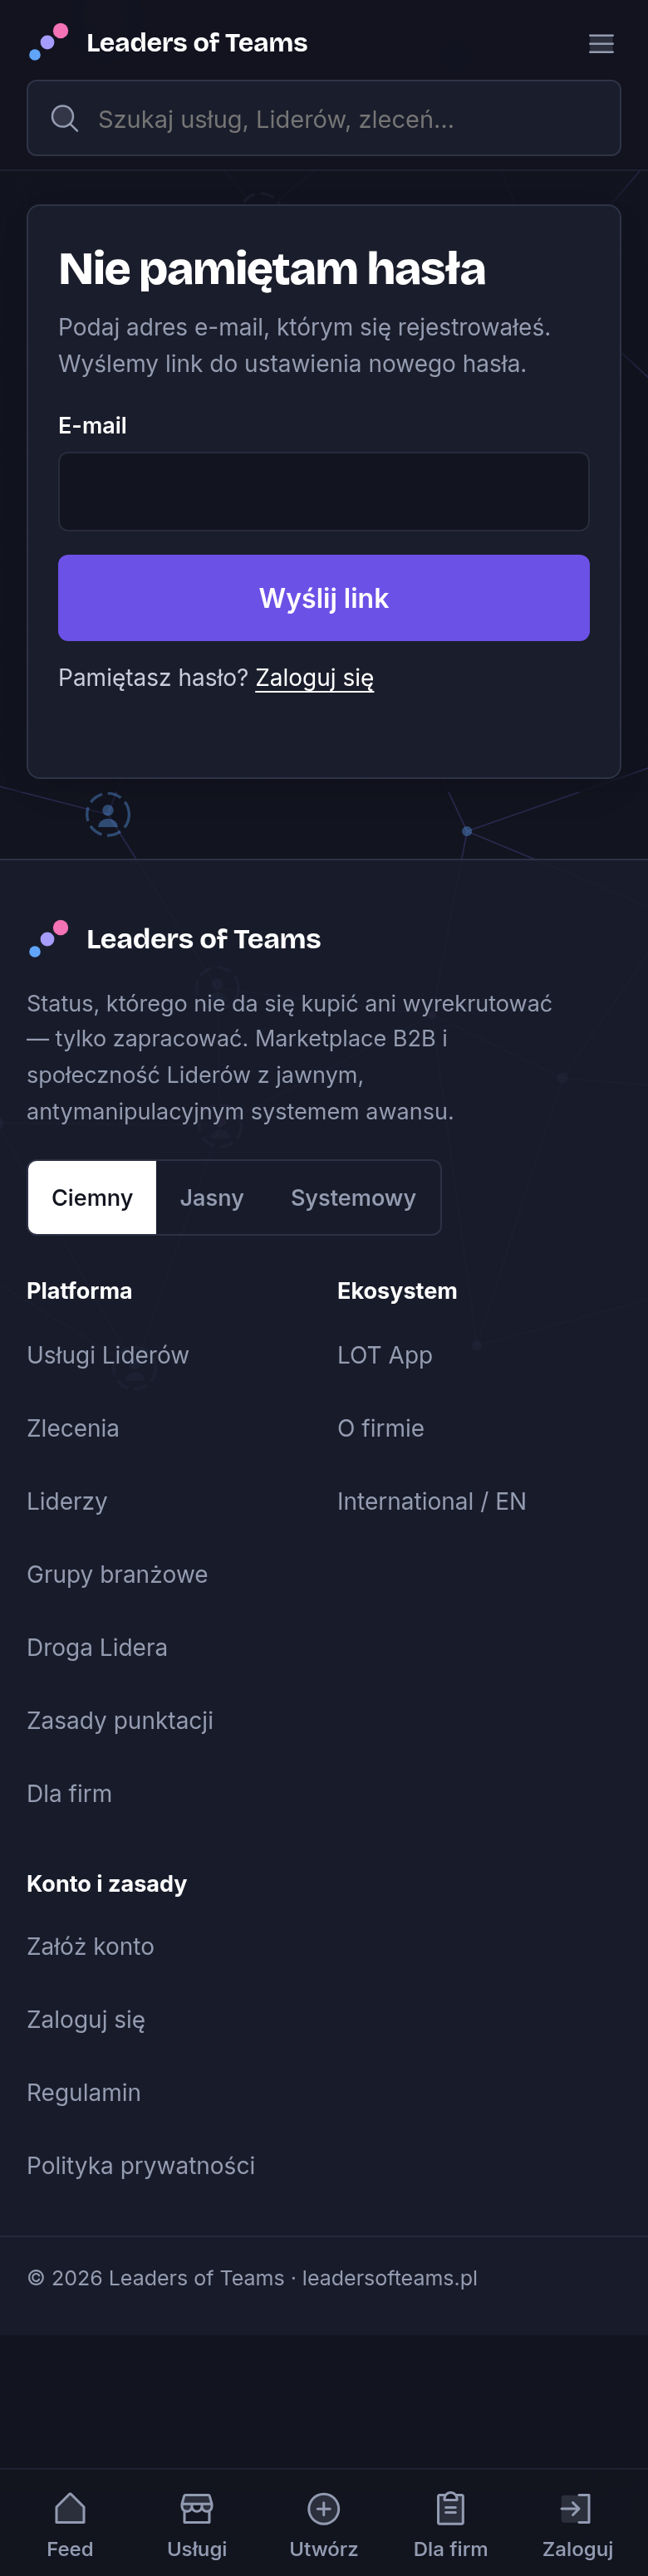 Leaders of Teams
Szukaj usług, Liderów, zleceń...
Nie pamiętam hasła
Podaj adres e-mail, którym się rejestrowałeś.
Wyślemy link do ustawienia nowego hasła.
E-mail
Wyślij link
Pamiętasz hasło? Zaloguj się
Leaders of Teams
Status, którego nie da się kupić ani wyrekrutować
— tylko zapracować. Marketplace B2B i
społeczność Liderów z jawnym,
antymanipulacyjnym systemem awansu.
Ciemny Jasny Systemowy
Platforma
Usługi Liderów
Zlecenia
Liderzy
Grupy branżowe
Droga Lidera
Zasady punktacji
Dla firm
Ekosystem
LOT App
O firmie
International / EN
Konto i zasady
Załóż konto
Zaloguj się
Regulamin
Polityka prywatności
© 2026 Leaders of Teams · leadersofteams.pl
Feed Usługi Utwórz Dla firm Zaloguj